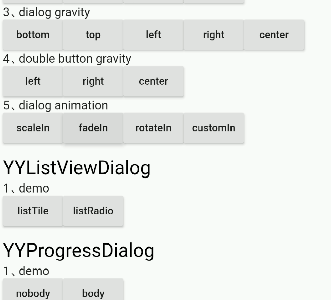 3、dialog gravity
bottom top left right center
4、double button gravity
left right center
5、dialog animation
scaleIn fadeIn rotateIn customIn
YYListViewDialog
1、demo
listTile listRadio
YYProgressDialog
1、demo
nobody body